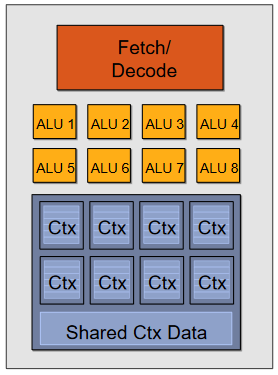 Fetch/
Decode
ALU 1 ALU 2 ALU 3 ALU 4
ALU 5 ALU 6 ALU 7 ALU 8
Ctx Ctx Ctx Ctx
Ctx Ctx Ctx Ctx
Shared Ctx Data